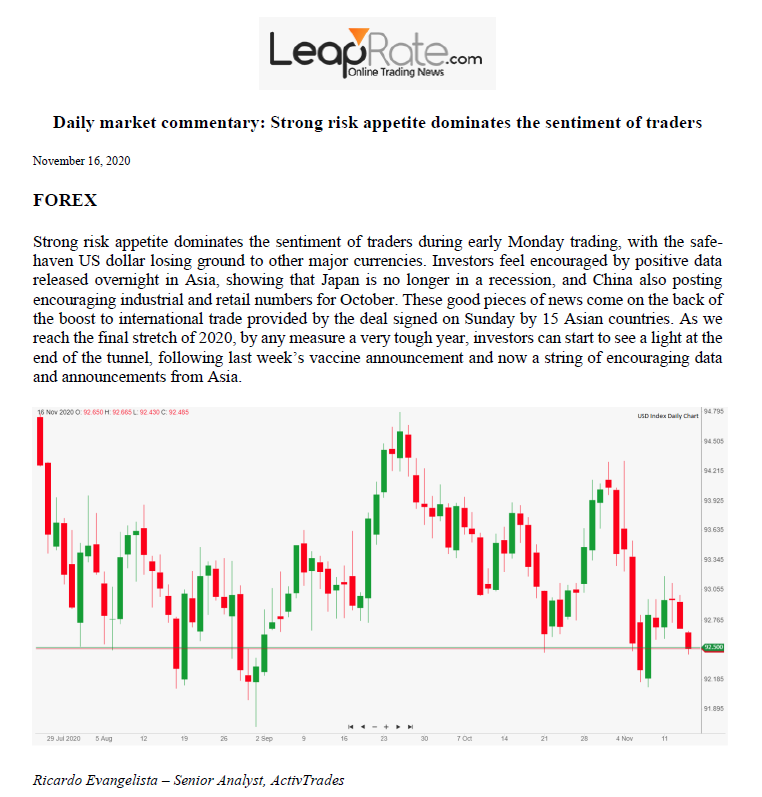 LeapRate.com
Online Trading News
Daily market commentary: Strong risk appetite dominates the sentiment of traders
November 16, 2020
FOREX
Strong risk appetite dominates the sentiment of traders during early Monday trading, with the safe-
haven US dollar losing ground to other major currencies. Investors feel encouraged by positive data
released overnight in Asia, showing that Japan is no longer in a recession, and China also posting
encouraging industrial and retail numbers for October. These good pieces of news come on the back of
the boost to international trade provided by the deal signed on Sunday by 15 Asian countries. As we
reach the final stretch of 2020, by any measure a very tough year, investors can start to see a light at the
end of the tunnel, following last week’s vaccine announcement and now a string of encouraging data
and announcements from Asia.
16 Nov 2020 O: 92.650 H: 92.665 L: 92.430 C: 92.485
USD Index Daily Chart
94.795
94.505
94.215
93.925
93.635
93.345
93.055
92.765
92.500
92.185
91.895
29 Jul 2020 5 Aug 12 19 26 2 Sep 9 16 23 30 7 Oct 14 21 28 4 Nov 11
Ricardo Evangelista – Senior Analyst, ActivTrades